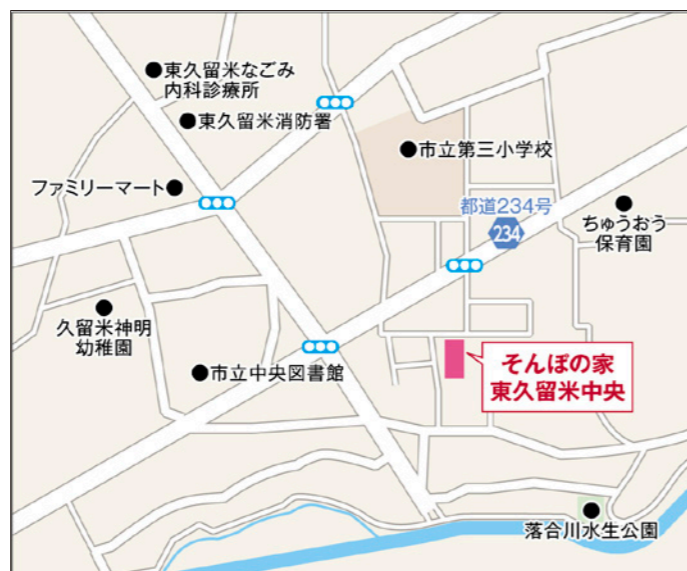 東久留米なごみ
内科診療所
東久留米消防署
市立第三小学校
ファミリーマート
都道234号
234
ちゅうおう
保育園
久留米神明
幼稚園
市立中央図書館
そんぽの家
東久留米中央
落合川水生公園